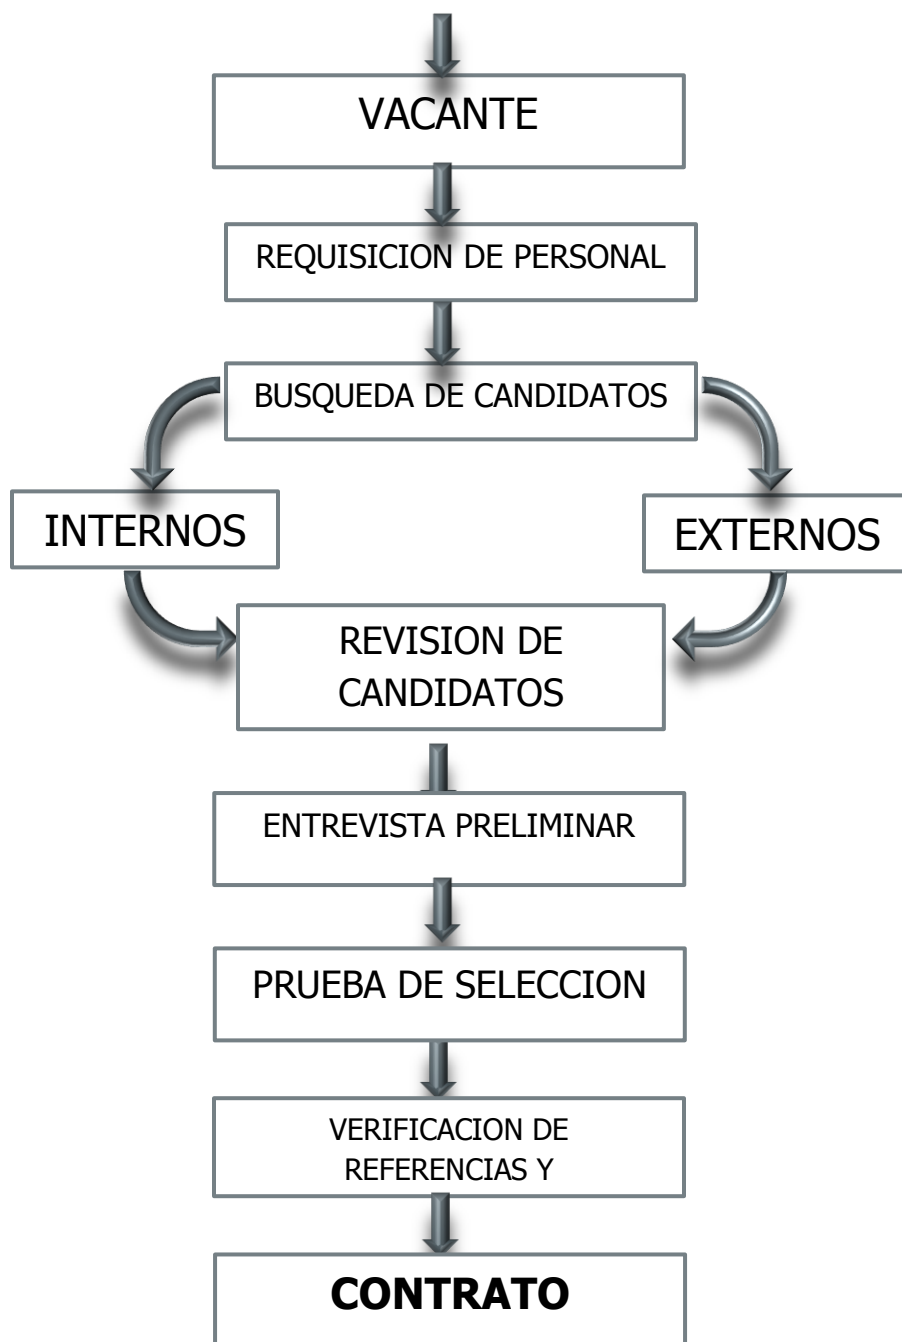 VACANTE
REQUISICION DE PERSONAL
BUSQUEDA DE CANDIDATOS
INTERNOS
EXTERNOS
REVISION DE
CANDIDATOS
ENTREVISTA PRELIMINAR
PRUEBA DE SELECCION
VERIFICACION DE
REFERENCIAS Y
CONTRATO